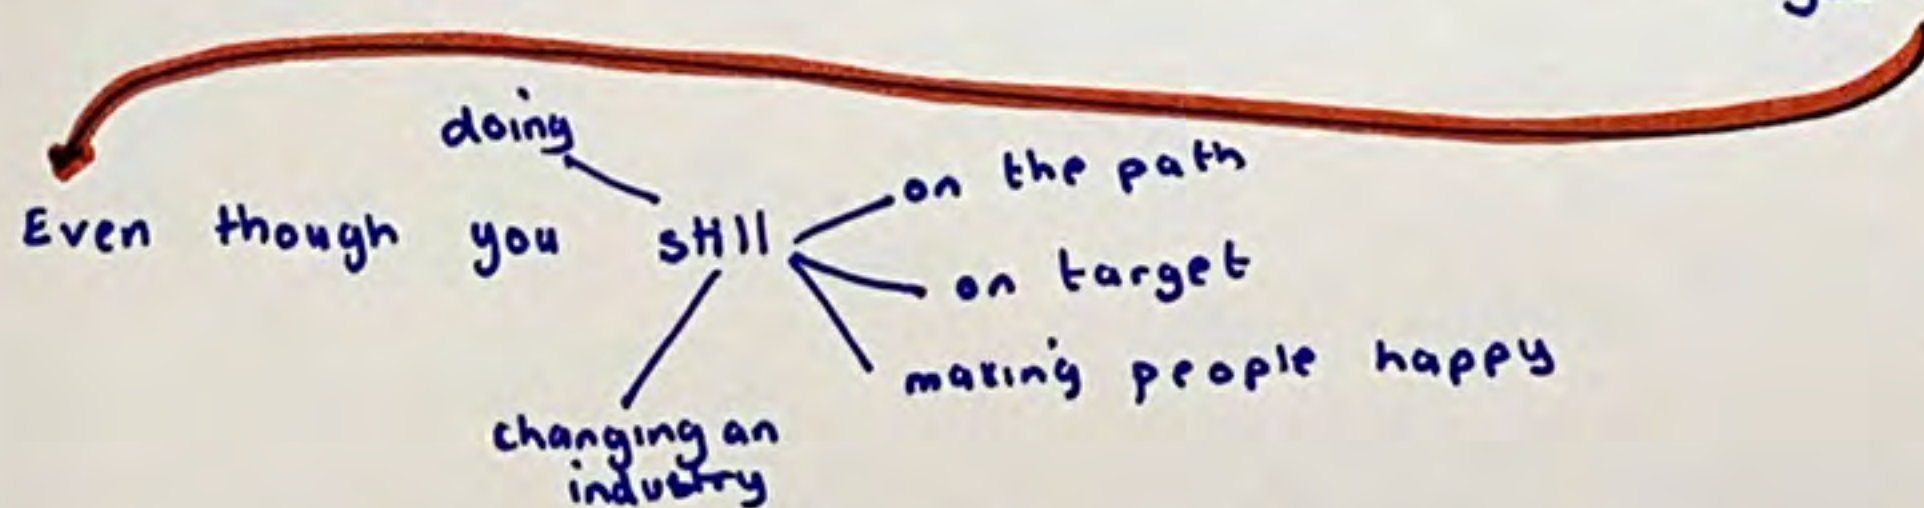 doing
on the path
Even though you still
on target
making people happy
changing an
industry